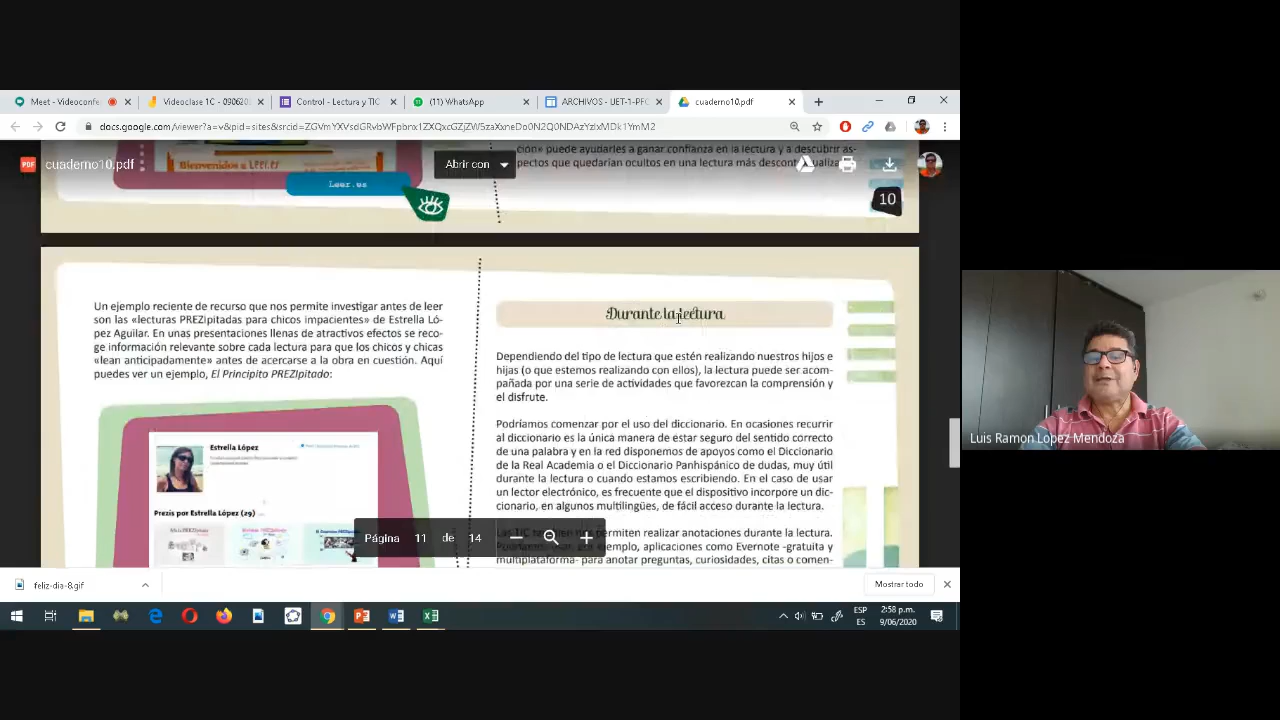 Meet - Videoconfe
Videoclase 1C - 090620
Control - Lectura y TIC
(11) WhatsApp
ARCHIVOS - UET-1-PFC
cuaderno10.pdf
PDF cuaderno10.pdf
Abrir con
Bienvenidos a Leer.es
Leer.es
ción» puede ayudarles a ganar confianza en la lectura y a descubrir as-
pectos que quedarían ocultos en una lectura más
10
Un ejemplo reciente de recurso que nos permite investigar antes de leer
son las «lecturas PREZipitadas para chicos impacientes» de Estrella Ló-
pez Aguilar. En unas presentaciones llenas de atractivos efectos se reco-
ge información relevante sobre cada lectura para que los chicos y chicas
«lean anticipadamente» antes de acercarse a la obra en cuestión. Aquí
puedes ver un ejemplo, El Principito PREZIpitado:
Estrella López
Prezis por Estrella López (29)
Durante la lectura
Dependiendo del tipo de lectura que estén realizando nuestros hijos e
hijas (o que estemos realizando con ellos), la lectura puede ser acom-
pañada por una serie de actividades que favorezcan la comprensión y
el disfrute.
Podríamos comenzar por el uso del diccionario. En ocasiones recurrir
al diccionario es la única manera de estar seguro del sentido correcto
de una palabra y en la red disponemos de apoyos como el Diccionario
de la Real Academia o el Diccionario Panhispánico de dudas, muy útil
durante la lectura o cuando estamos escribiendo. En el caso de usar
un lector electrónico, es frecuente que el dispositivo incorpore un dic-
cionario, en algunos multilingües, de fácil acceso durante la lectura.
Las TIC permiten realizar anotaciones durante la lectura.
ejemplo, aplicaciones como Evernote -gratuita y
multiplataforma- para anotar preguntas, curiosidades, citas o comen-
Página 11 de 14
feliz-dia-8.gif
Mostrar todo
ESP
ES
2:58 p.m.
9/06/2020
Luis Ramon Lopez Mendoza